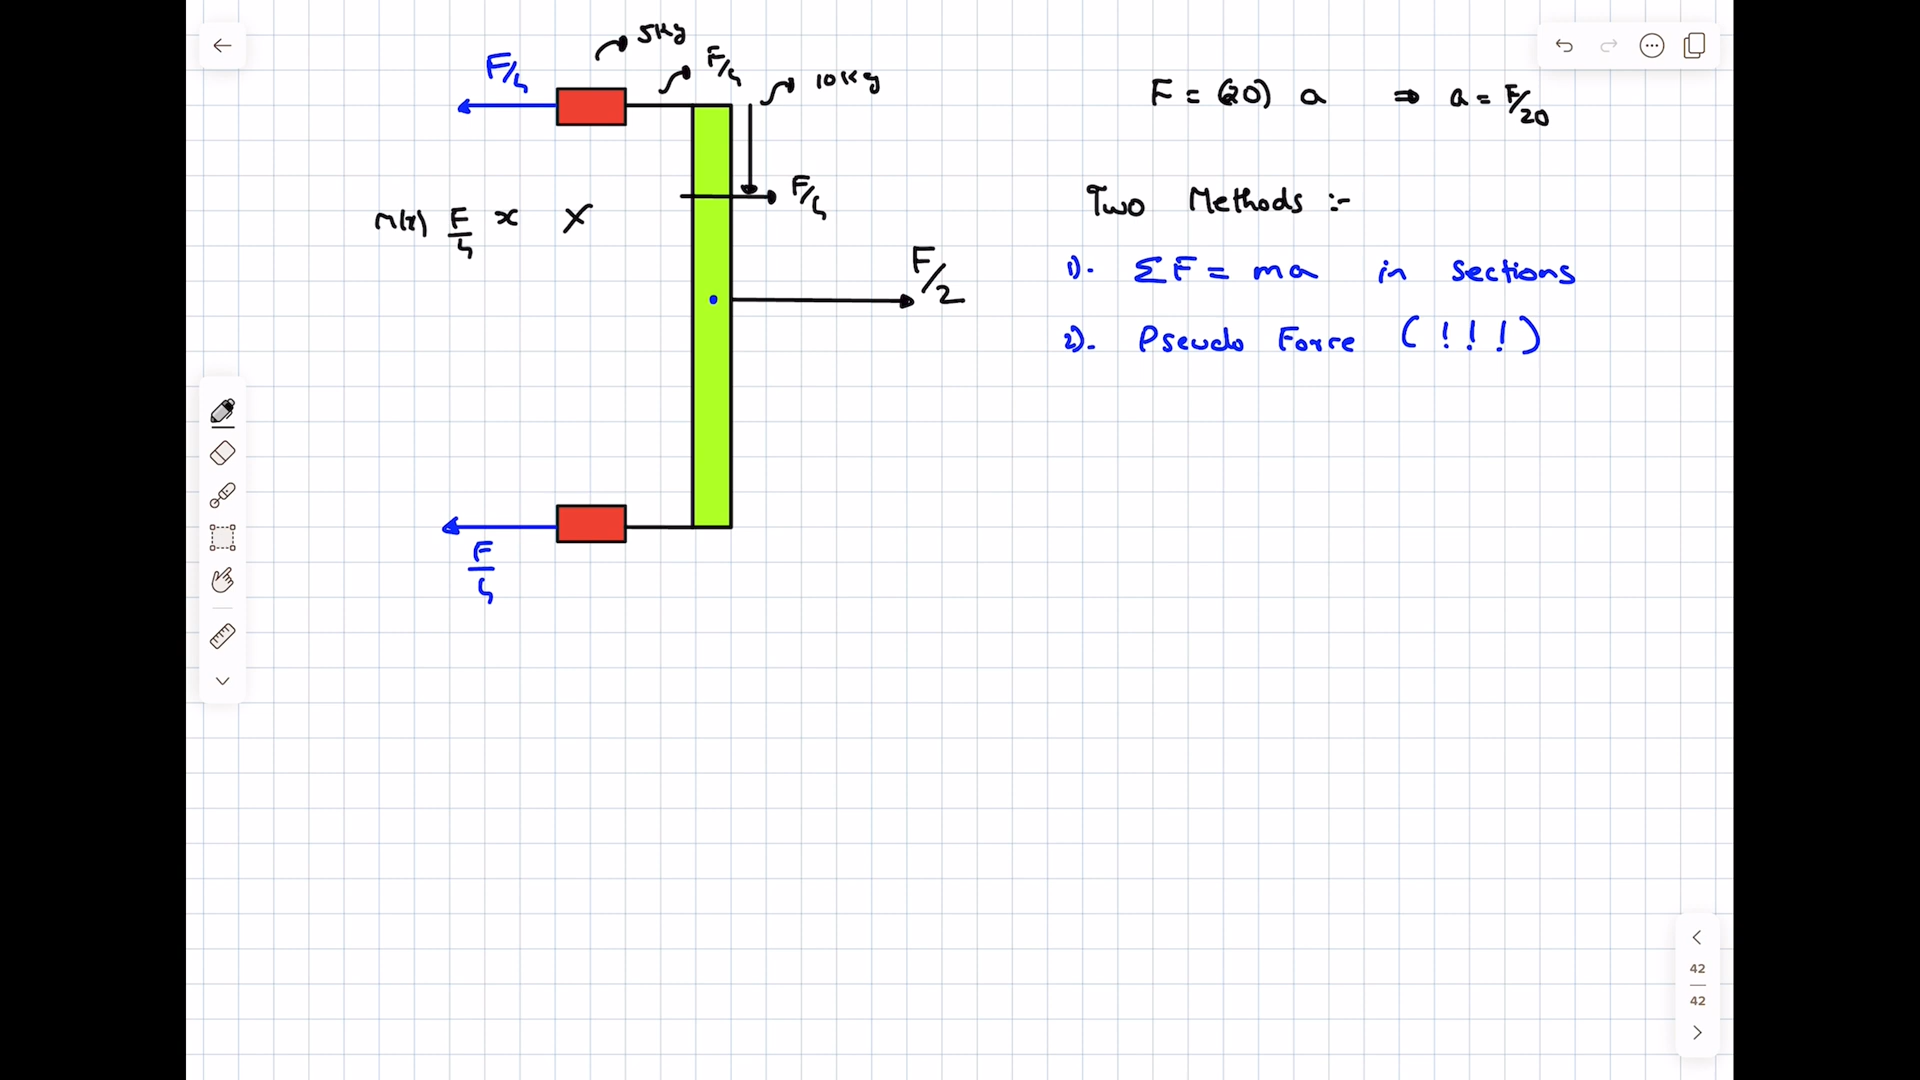 5Kg
F/4
F/4
10Kg
F = (20) a ⇒ a = F/20
F/4
M(x) F/4 x X
Two Methods :-
F/2
1). ΣF = ma in sections
2). Pseudo Force (!!!)
F/4
42
42